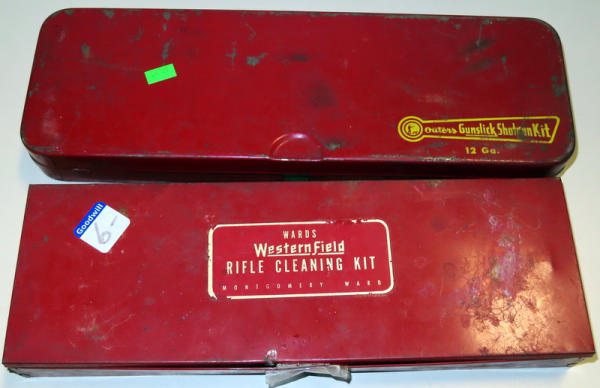 Outers Gunslick Shotgun Kit
12 Ga.
Goodwill
6-
WARDS
Western Field
RIFLE CLEANING KIT
MONTGOMERY WARD